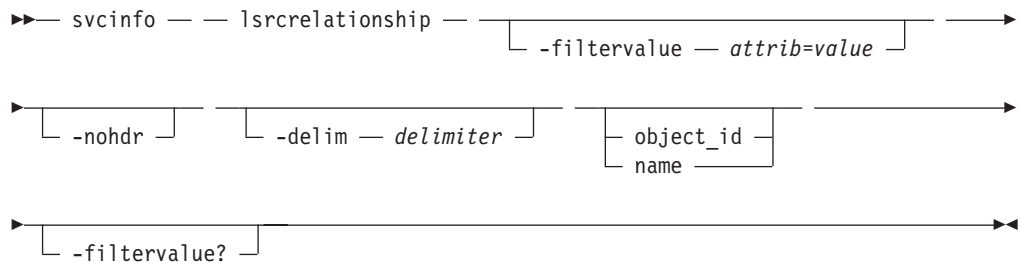 svcinfo lsrcrelationship
-filtervalue attrib=value
-nohdr -delim delimiter object_id
name
-filtervalue?